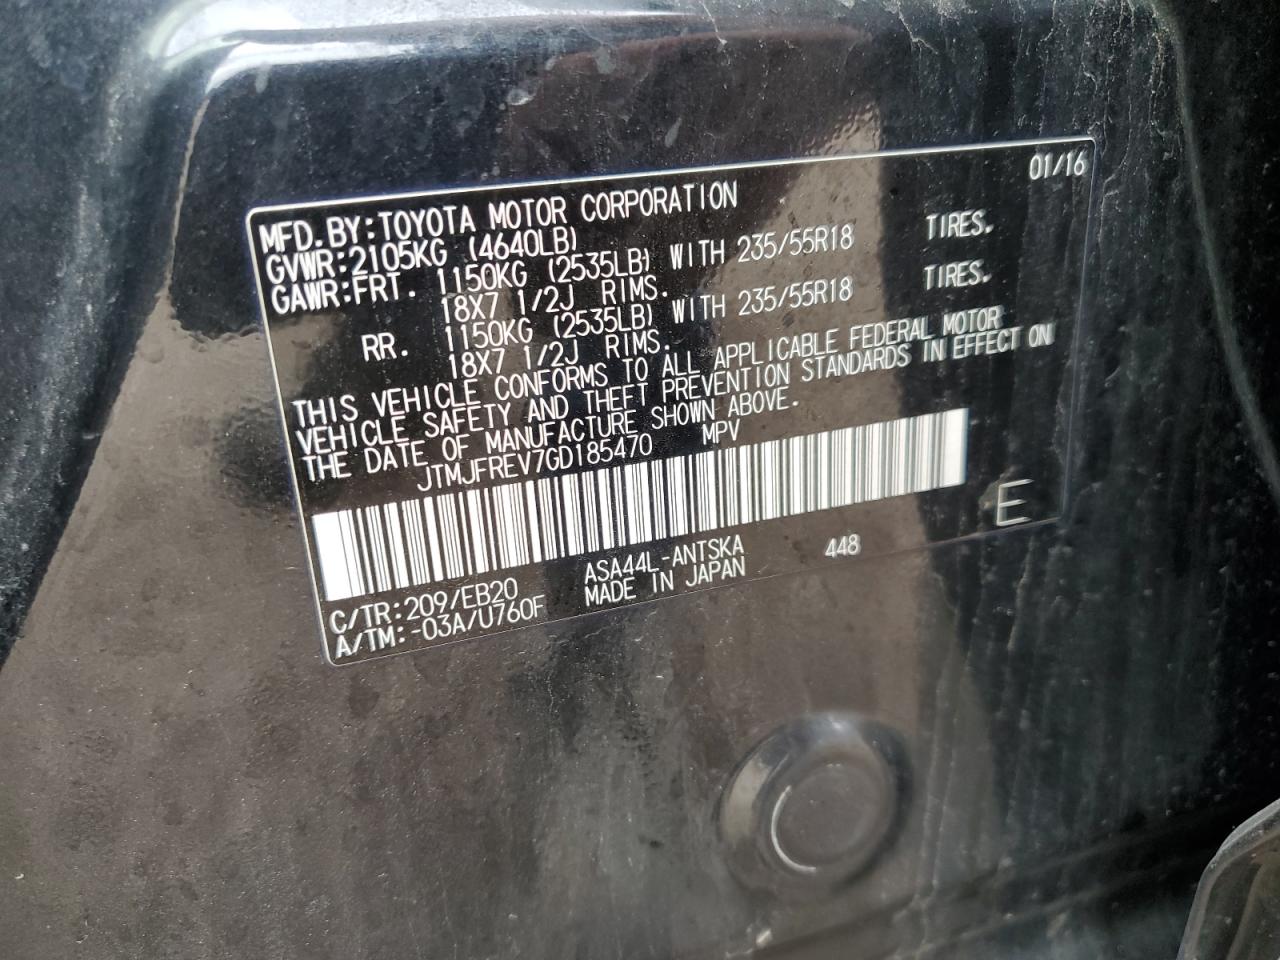 01/16
MFD.BY:TOYOTA MOTOR CORPORATION
GVWR:2105KG (4640LB)
GAWR:FRT. 1150KG (2535LB) WITH 235/55R18 TIRES.
18X7 1/2J RIMS.
RR. 1150KG (2535LB) WITH 235/55R18 TIRES.
18X7 1/2J RIMS.
THIS VEHICLE CONFORMS TO ALL APPLICABLE FEDERAL MOTOR
VEHICLE SAFETY AND THEFT PREVENTION STANDARDS IN EFFECT ON
THE DATE OF MANUFACTURE SHOWN ABOVE.
JTMJFREV7GD185470 MPV
E
C/TR:209/EB20 ASA44L-ANTSKA 448
A/TM:-03A/U760F MADE IN JAPAN